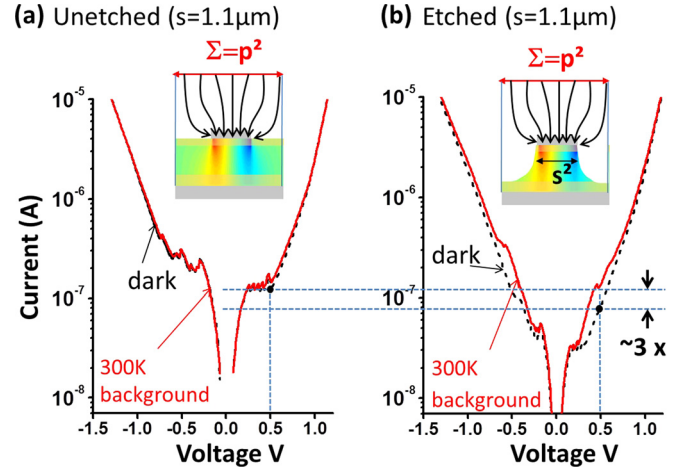 (a) Unetched (s=1.1µm)
Σ=p²
10⁻⁵
10⁻⁶
10⁻⁷
10⁻⁸
Current (A)
dark
300K
background
-1.5 -1.0 -0.5 0.0 0.5 1.0
Voltage V
(b) Etched (s=1.1µm)
Σ=p²
s²
10⁻⁵
10⁻⁶
10⁻⁷
10⁻⁸
dark
300K
background
~3 x
-1.5 -1.0 -0.5 0.0 0.5 1.0
Voltage V